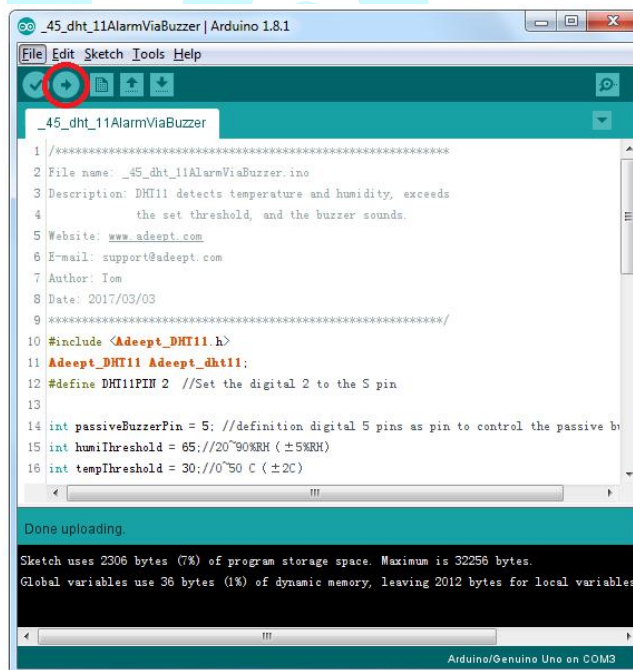 _45_dht_11AlarmViaBuzzer | Arduino 1.8.1
File Edit Sketch Tools Help
_45_dht_11AlarmViaBuzzer
1 /***********************************************************
2 File name: _45_dht_11AlarmViaBuzzer.ino
3 Description: DHT11 detects temperature and humidity, exceeds
4 the set threshold, and the buzzer sounds.
5 Website: www.adeept.com
6 E-mail: support@adeept.com
7 Author: Tom
8 Date: 2017/03/03
9 ***********************************************************/
10 #include <Adeept_DHT11.h>
11 Adeept_DHT11 Adeept_dht11;
12 #define DHT11PIN 2 //Set the digital 2 to the S pin
13
14 int passiveBuzzerPin = 5; //definition digital 5 pins as pin to control the passive bu
15 int humiThreshold = 65;//20~90%RH (±5%RH)
16 int tempThreshold = 30;//0~50 C (±2C)
Done uploading.
Sketch uses 2306 bytes (7%) of program storage space. Maximum is 32256 bytes.
Global variables use 36 bytes (1%) of dynamic memory, leaving 2012 bytes for local variables
Arduino/Genuino Uno on COM3